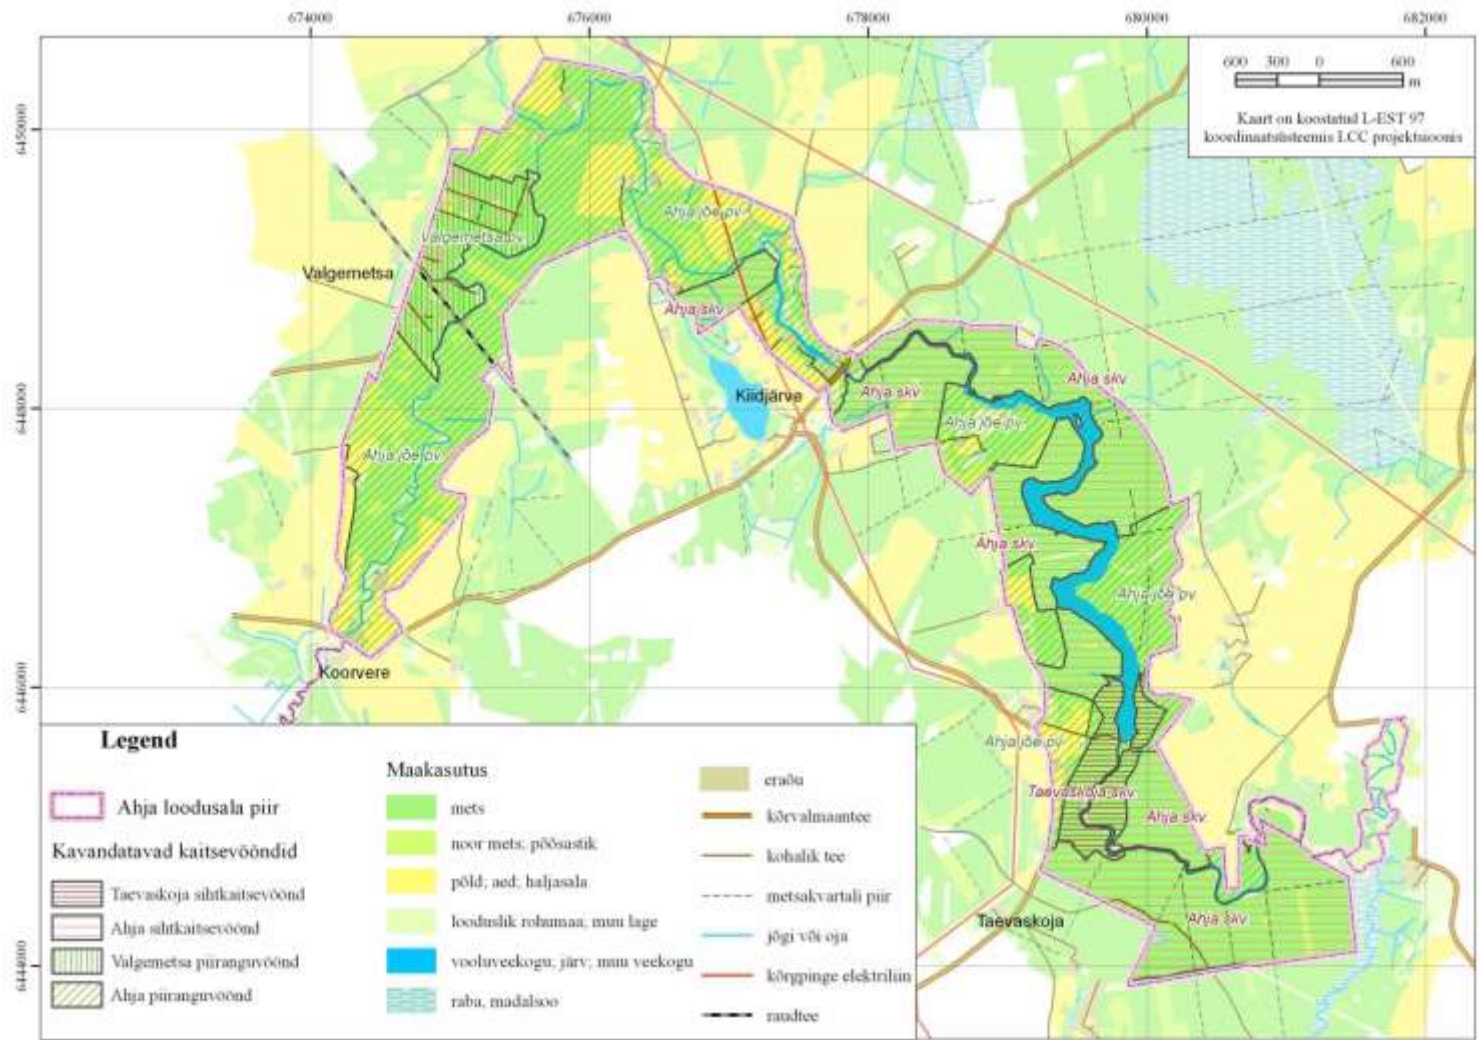 674000 676000 678000 680000 682000
600 300 0 600
m
Kaart on koostatud L-EST 97
koordinaatsüsteemis LCC projektsioonis
6450000
Ahja jõe pv.
Valgemetsa pv.
Valgemetsa
Ahja skv.
Kiidjärve
Ahja skv.
Ahja skv.
6448000
Ahja jõe pv.
Ahja jõe pv.
Ahja skv.
Ahja jõe pv.
Koorvere
6446000
Ahja jõe pv.
Taevaskoja skv.
Ahja skv.
Taevaskoja
Ahja skv.
6444000
Legend
Ahja loodusala piir
Kavandatavad kaitsevööndid
Taevaskoja sihtkaitsevöönd
Ahja sihtkaitsevöönd
Valgemetsa piiranguvöönd
Ahja piiranguvöönd
Maakasutus
mets
noor mets; põõsastik
põld; aed; haljasala
looduslik rohumaa, muu lage
vooluveekogu; järv; muu veekogu
raba, madalsoo
eraõu
kõrvalmaantee
kohalik tee
metsakvartali piir
jõgi või oja
kõrgpinge elektriliin
raudtee